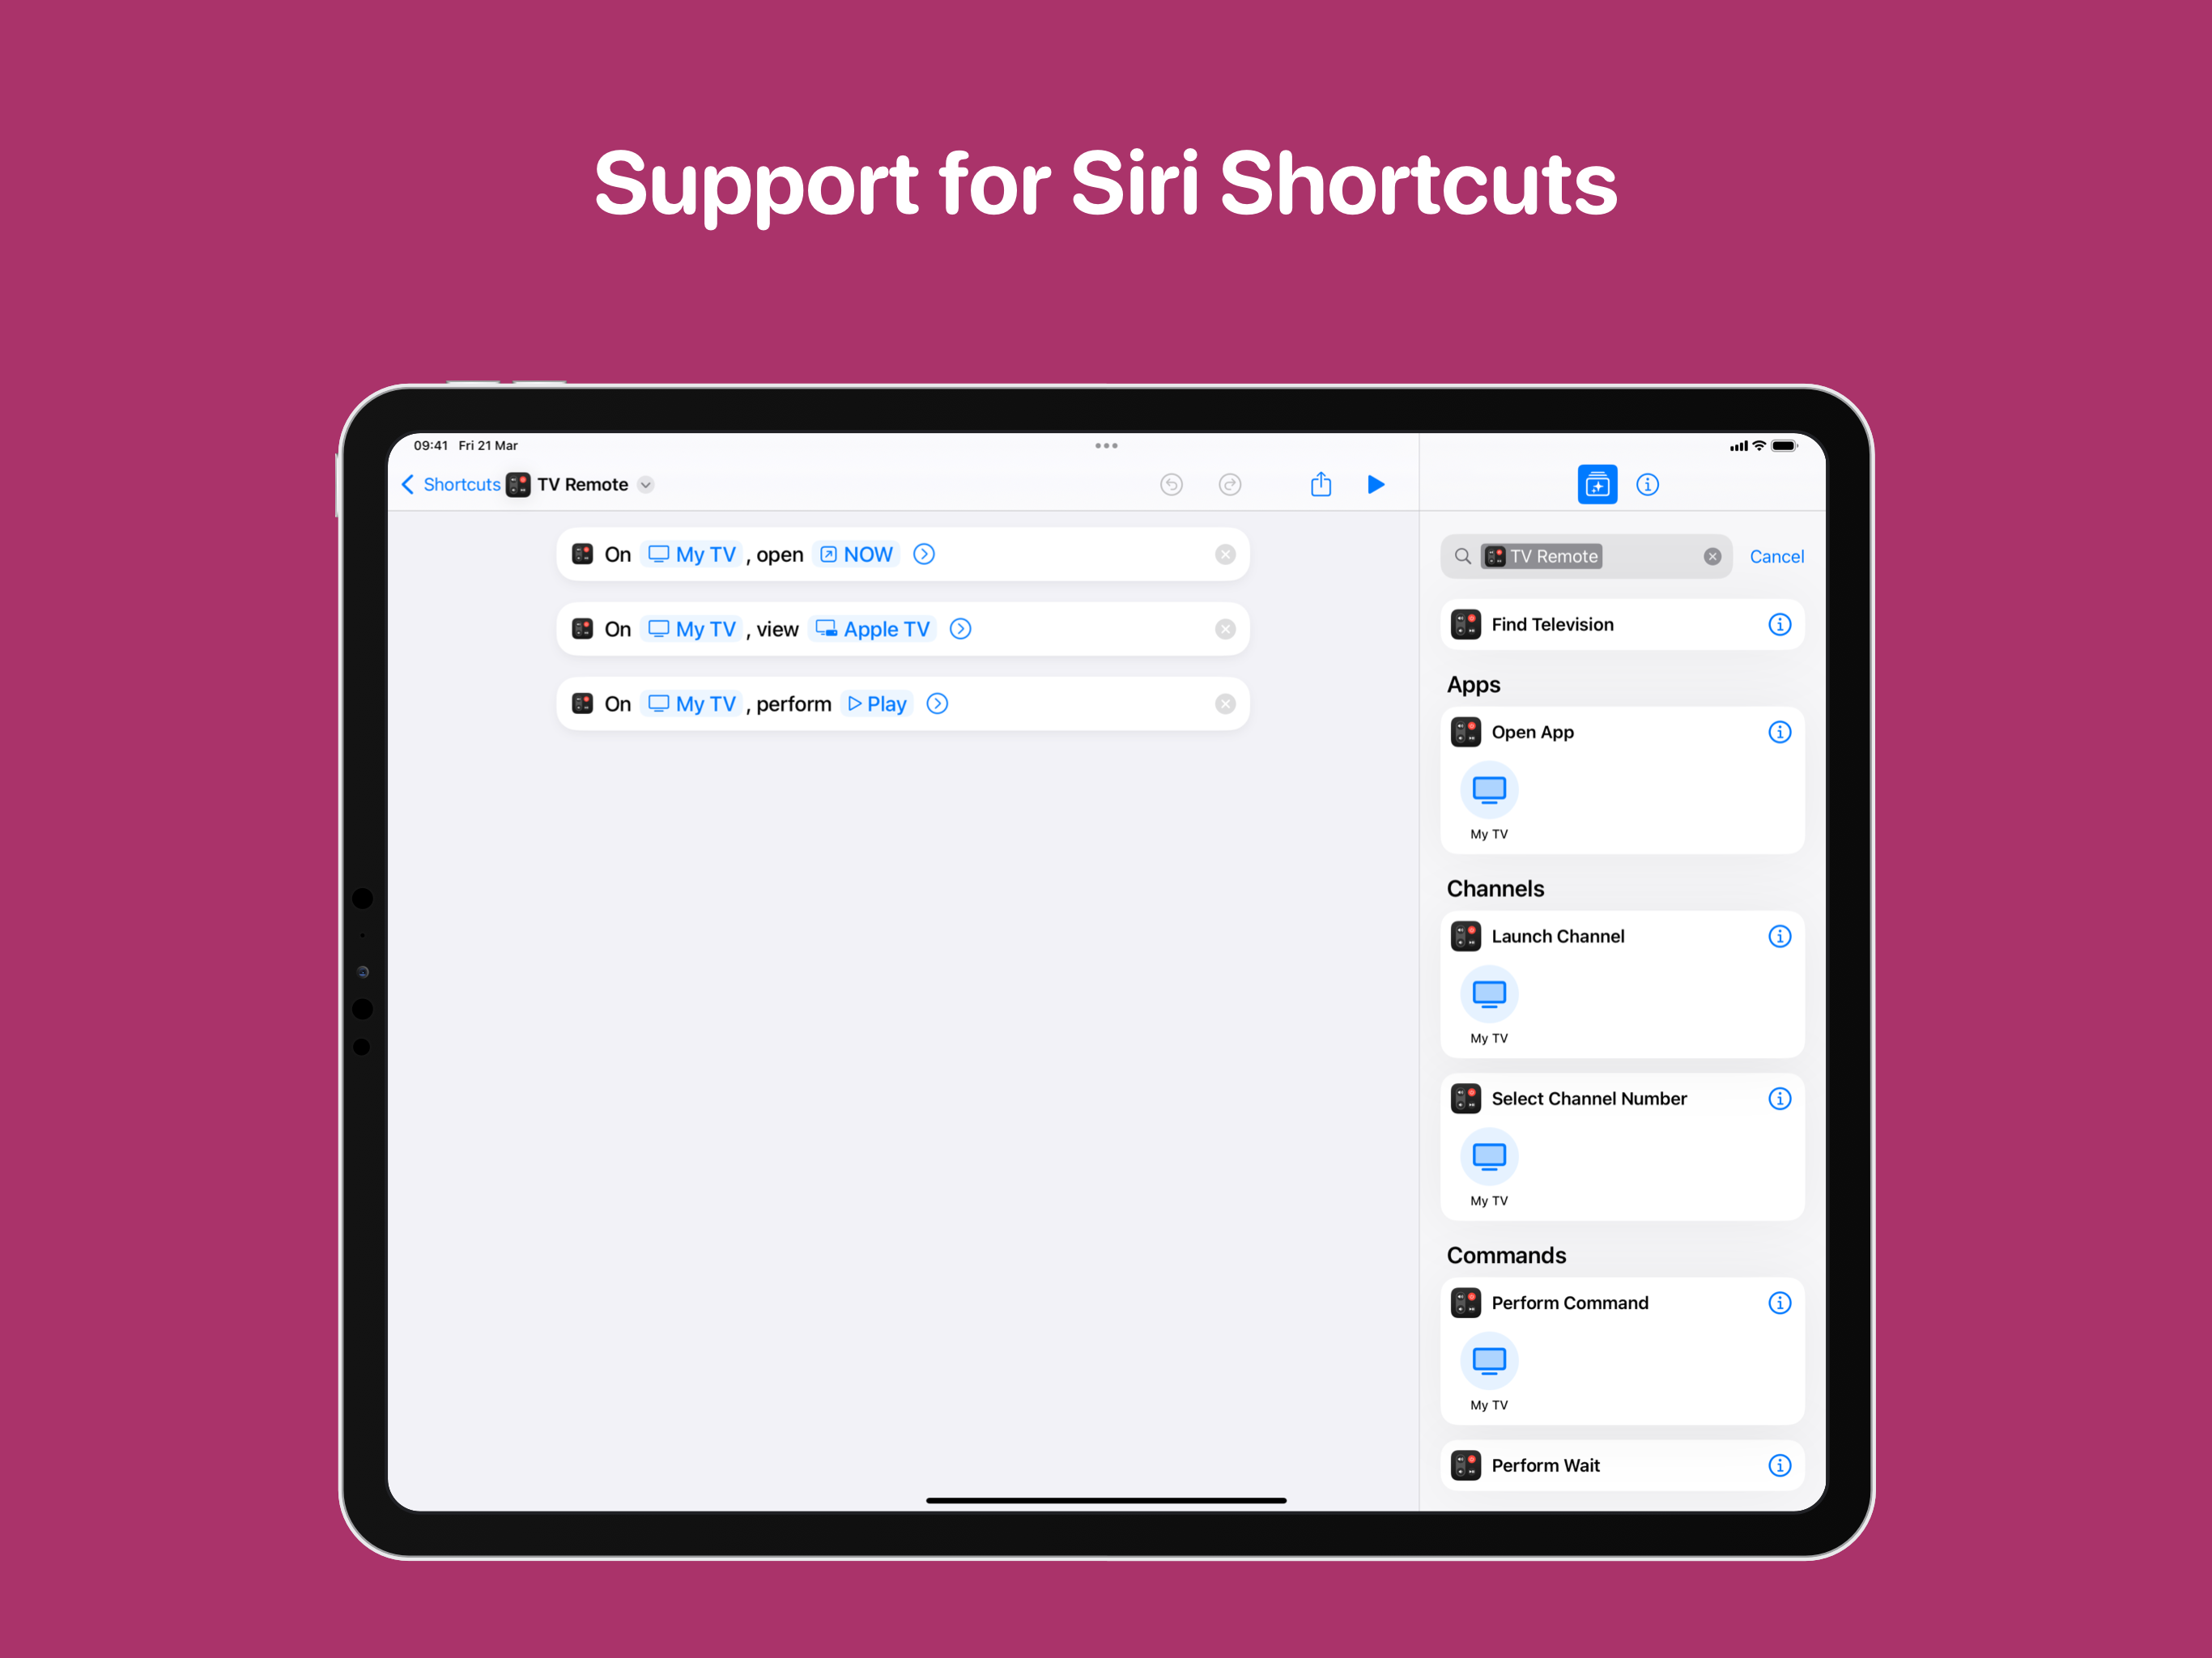 Support for Siri Shortcuts
09:41 Fri 21 Mar
Shortcuts TV Remote
On My TV , open NOW
On My TV , view Apple TV
On My TV , perform Play
TV Remote Cancel
Find Television
Apps
Open App
My TV
Channels
Launch Channel
My TV
Select Channel Number
My TV
Commands
Perform Command
My TV
Perform Wait